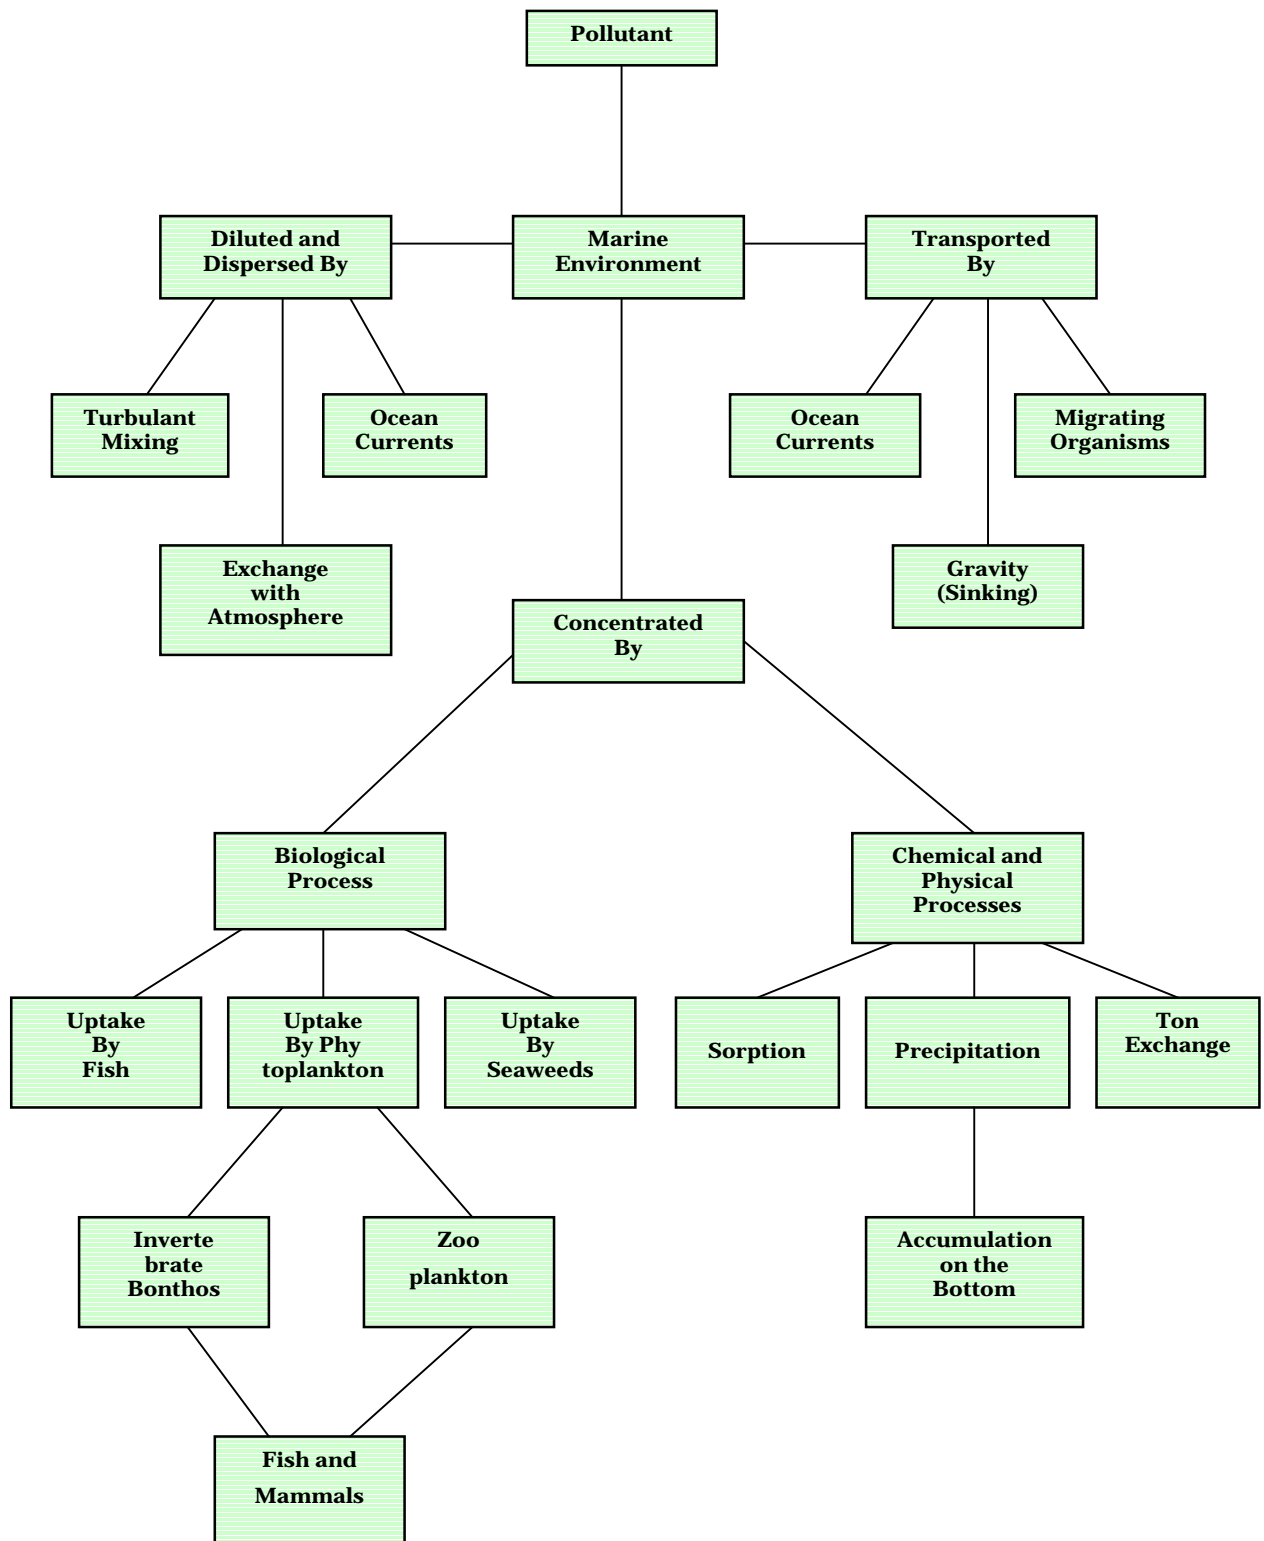 Pollutant
Diluted and
Dispersed By
Marine
Environment
Transported
By
Turbulant
Mixing
Ocean
Currents
Ocean
Currents
Migrating
Organisms
Exchange
with
Atmosphere
Gravity
(Sinking)
Concentrated
By
Biological
Process
Chemical and
Physical
Processes
Uptake
By
Fish
Uptake
By Phy
toplankton
Uptake
By
Seaweeds
Sorption
Precipitation
Ton
Exchange
Inverte
brate
Bonthos
Zoo
plankton
Accumulation
on the
Bottom
Fish and
Mammals